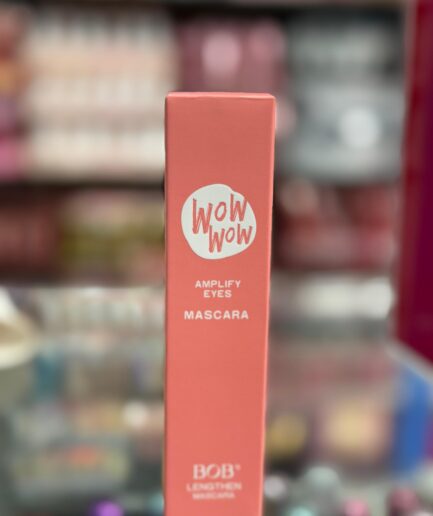 WOW
WOW
AMPLIFY
EYES
MASCARA
BOB®
LENGTHEN
MASCARA